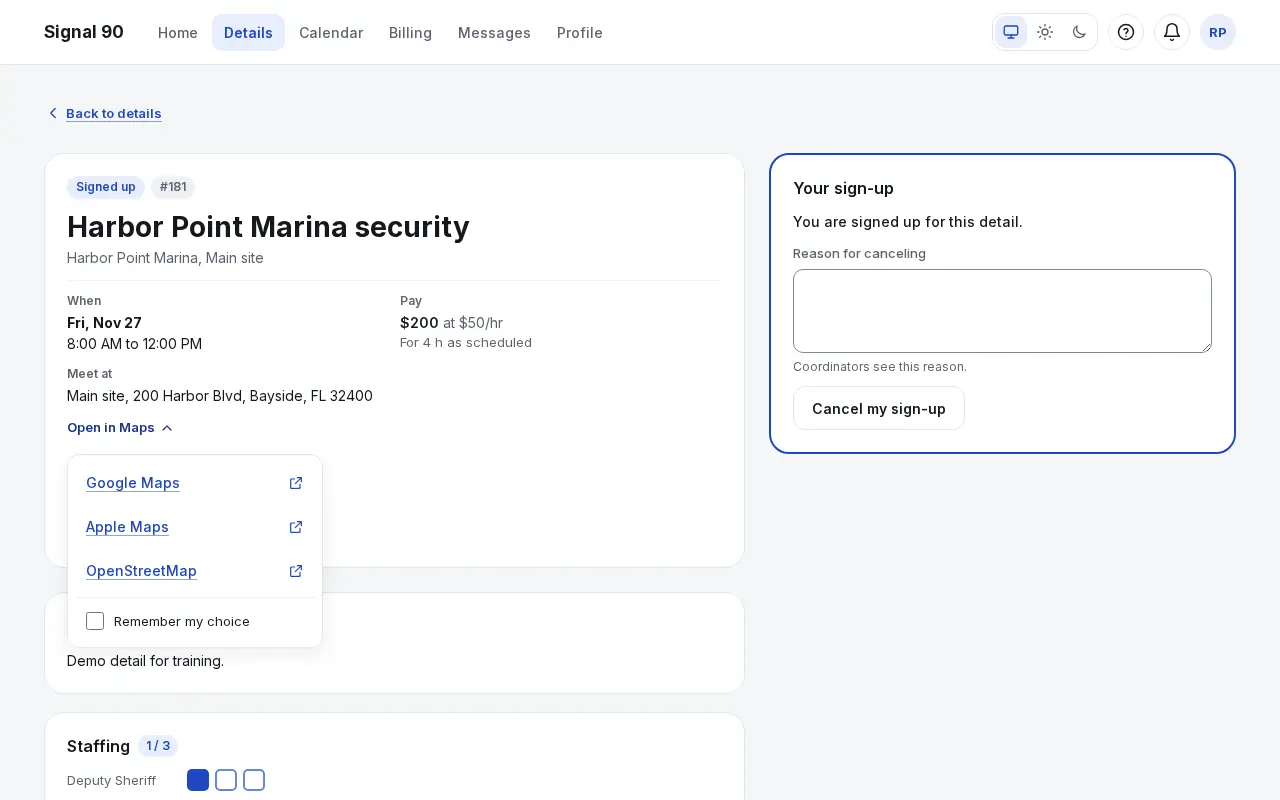 Signal 90
Home
Details
Calendar
Billing
Messages
Profile
RP
Back to details
Signed up
#181
Harbor Point Marina security
Harbor Point Marina, Main site
When
Fri, Nov 27
8:00 AM to 12:00 PM
Pay
$200 at $50/hr
For 4 h as scheduled
Meet at
Main site, 200 Harbor Blvd, Bayside, FL 32400
Open in Maps
Google Maps
Apple Maps
OpenStreetMap
Remember my choice
Demo detail for training.
Staffing
1 / 3
Deputy Sheriff
Your sign-up
You are signed up for this detail.
Reason for canceling
Coordinators see this reason.
Cancel my sign-up